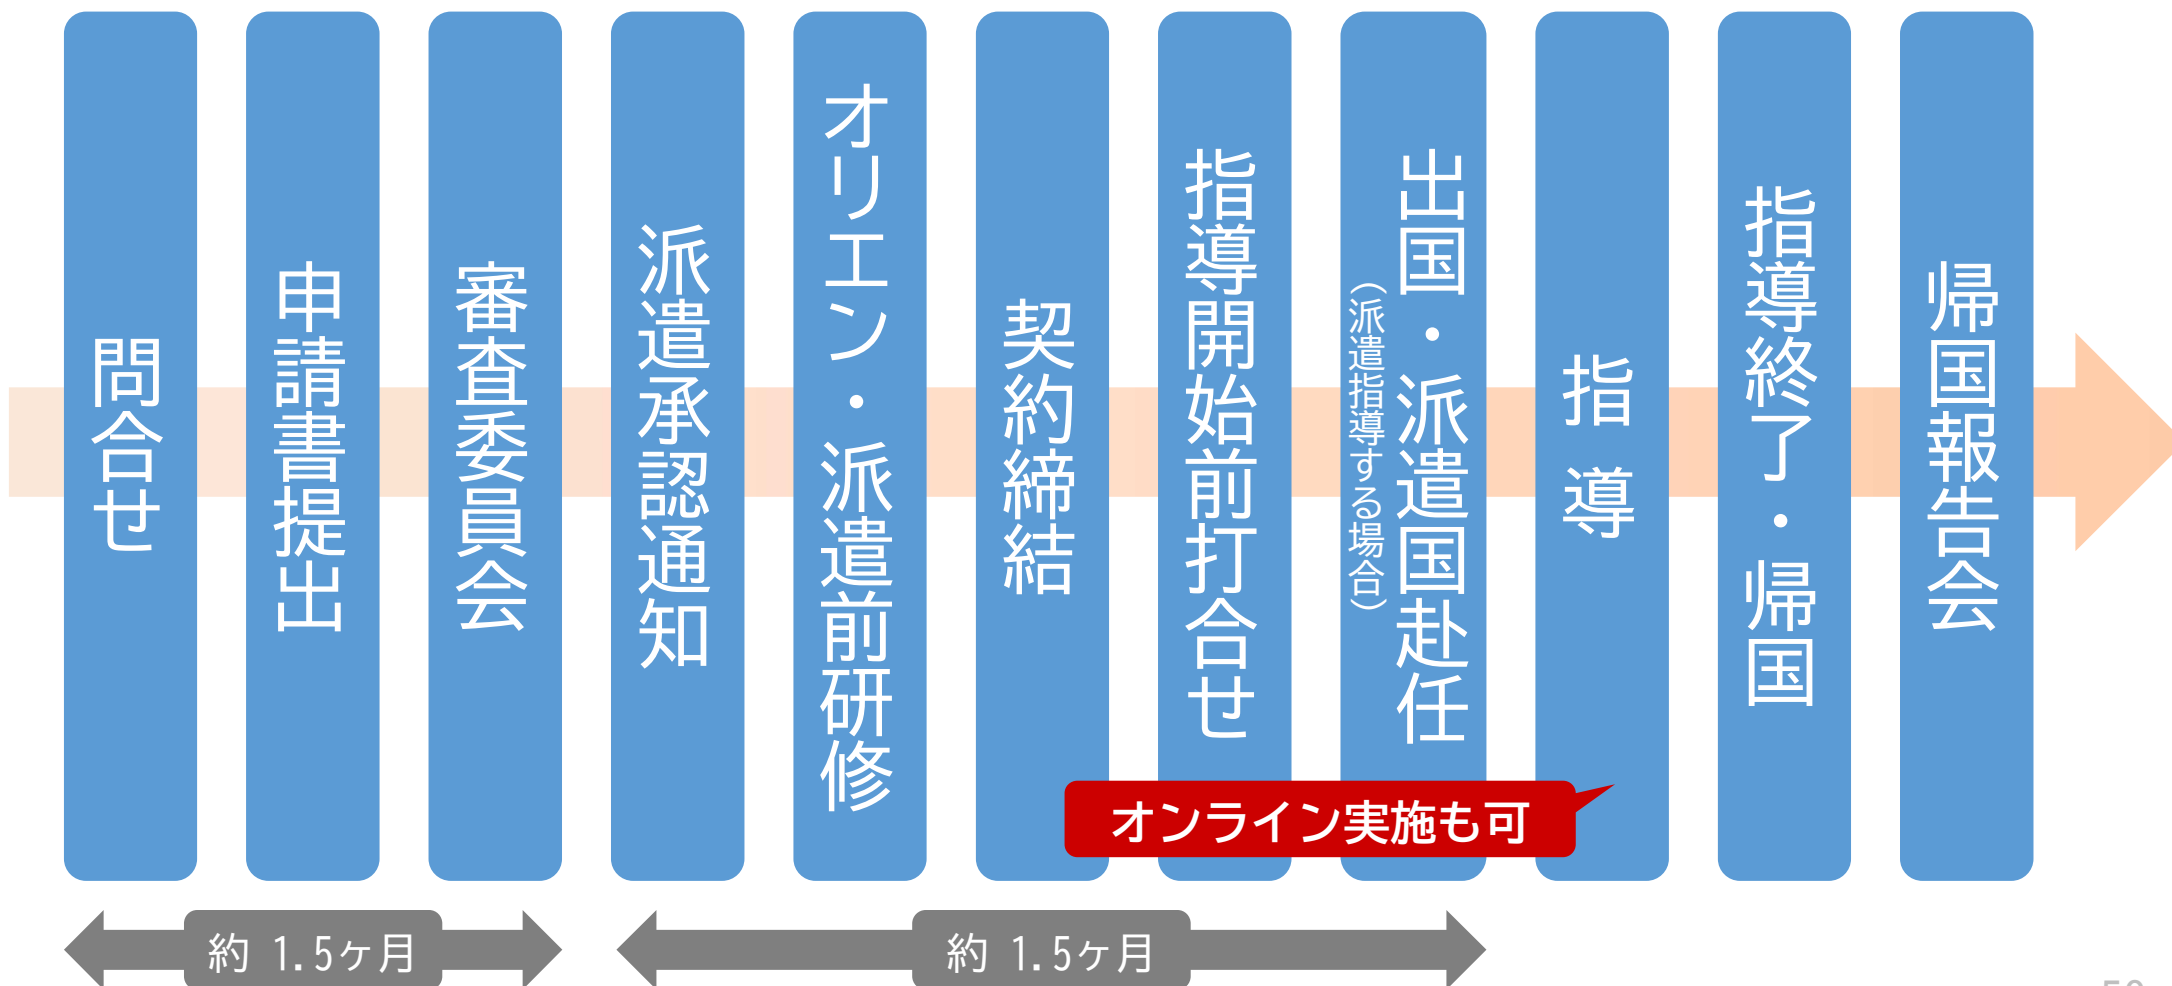 問合せ
申請書提出
審査委員会
派遣承認通知
オリエン・派遣前研修
契約締結
指導開始前打合せ
出国・派遣国赴任
（派遣指導する場合）
指 導
指導終了・帰国
帰国報告会
オンライン実施も可
約 1.5ヶ月
約 1.5ヶ月